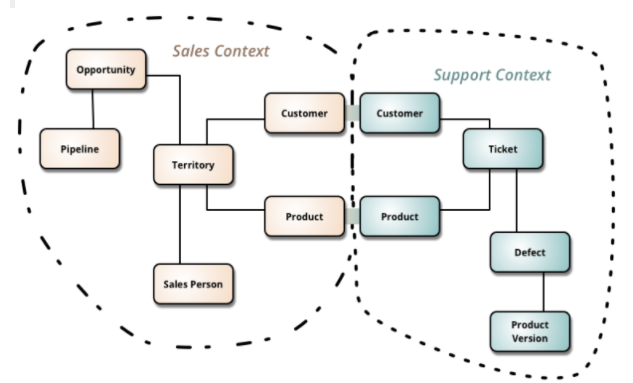 Sales Context
Support Context
Opportunity
Pipeline
Territory
Sales Person
Customer
Product
Customer
Product
Ticket
Defect
Product
Version